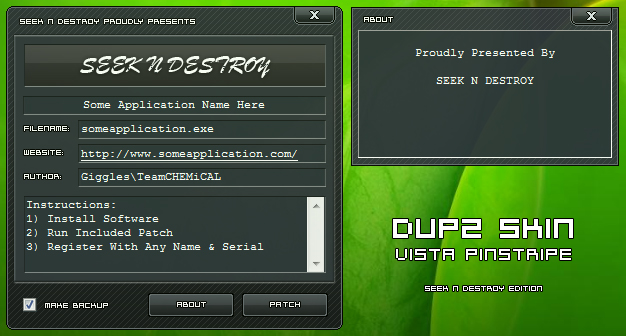 SEEK N DESTROY PROUDLY PRESENTS
X
SEEK N DESTROY
Some Application Name Here
FILENAME: someapplication.exe
WEBSITE: http://www.someapplication.com/
AUTHOR: Giggles\TeamCHEMiCAL
Instructions:
1) Install Software
2) Run Included Patch
3) Register With Any Name & Serial
MAKE BACKUP
ABOUT
PATCH
ABOUT
X
Proudly Presented By
SEEK N DESTROY
DUP2 SKIN
VISTA PINSTRIPE
SEEK N DESTROY EDITION